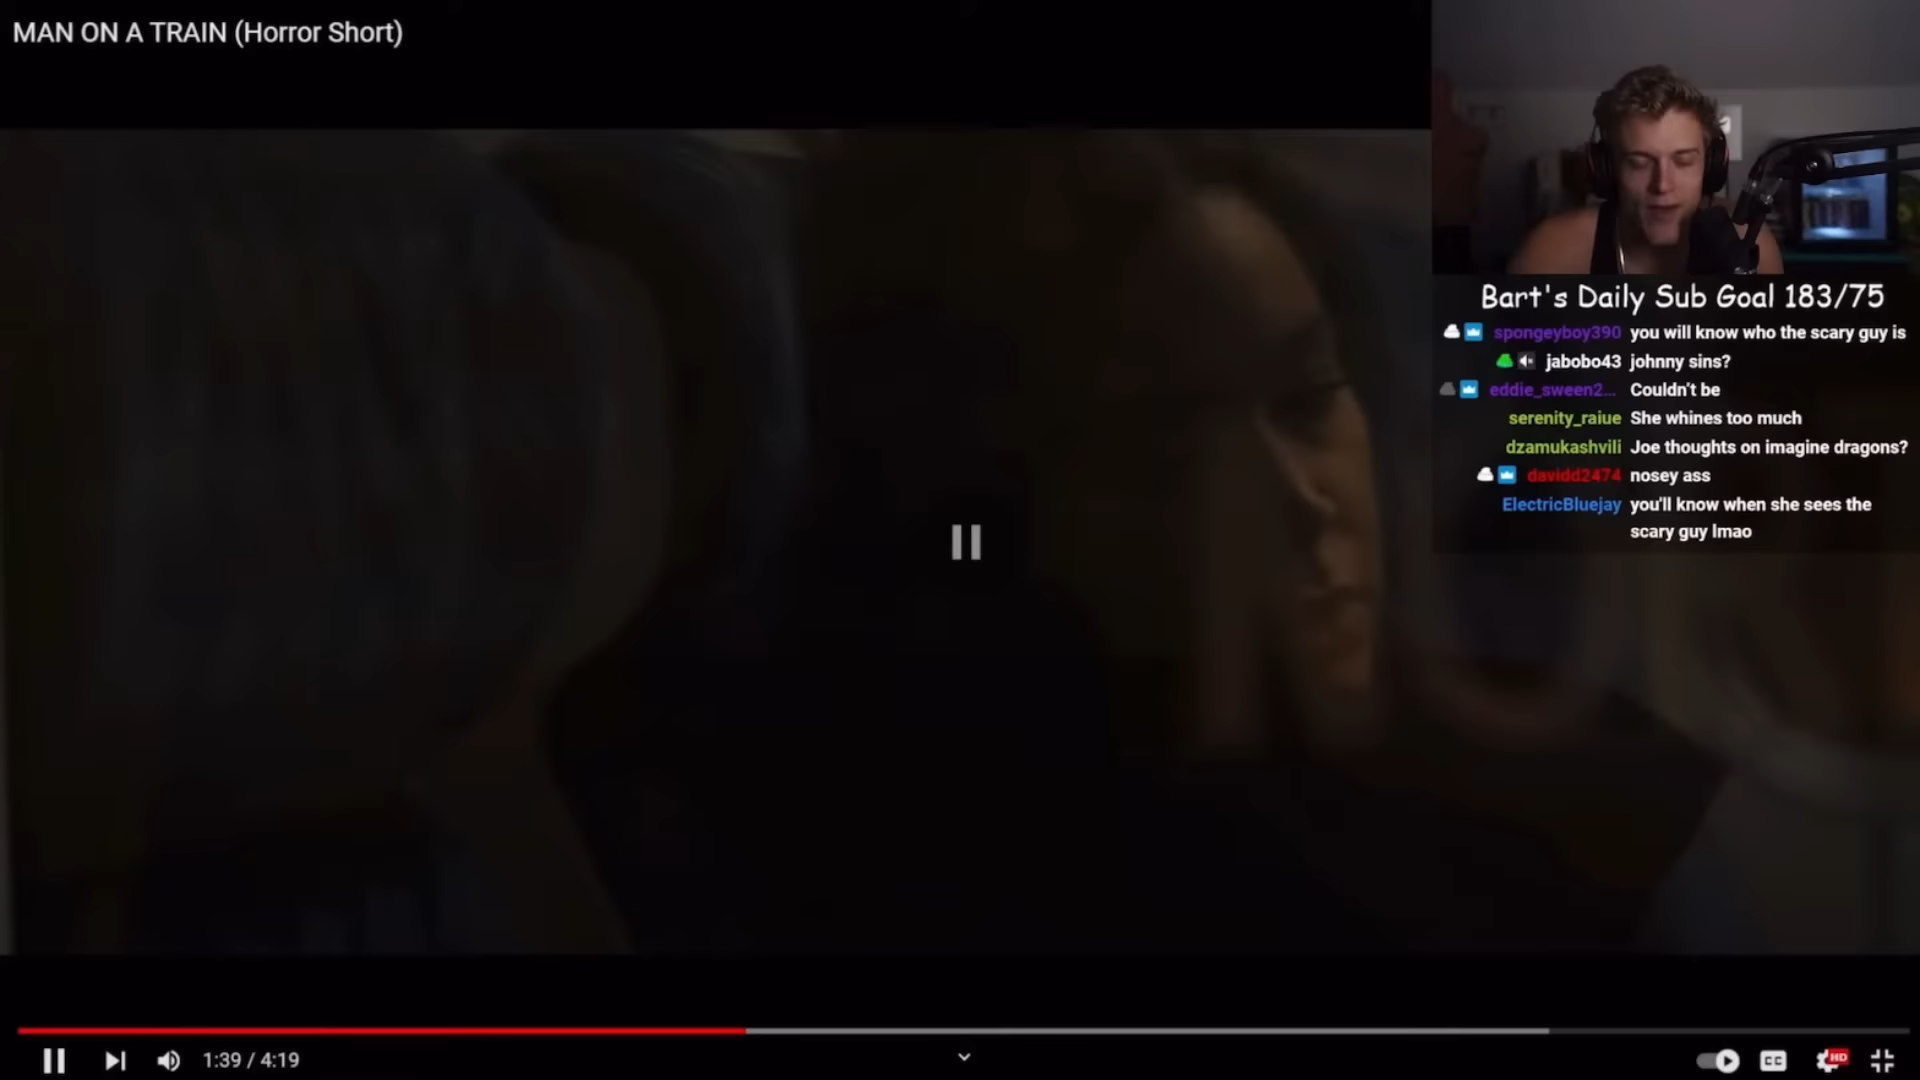 MAN ON A TRAIN (Horror Short)
Bart's Daily Sub Goal 183/75
spongeyboy390 you will know who the scary guy is
jabobo43 johnny sins?
eddie_sween2... Couldn't be
serenity_raiue She whines too much
dzamukashvili Joe thoughts on imagine dragons?
davidd2474 nosey ass
ElectricBluejay you'll know when she sees the
scary guy lmao
1:39 / 4:19
CC
HD